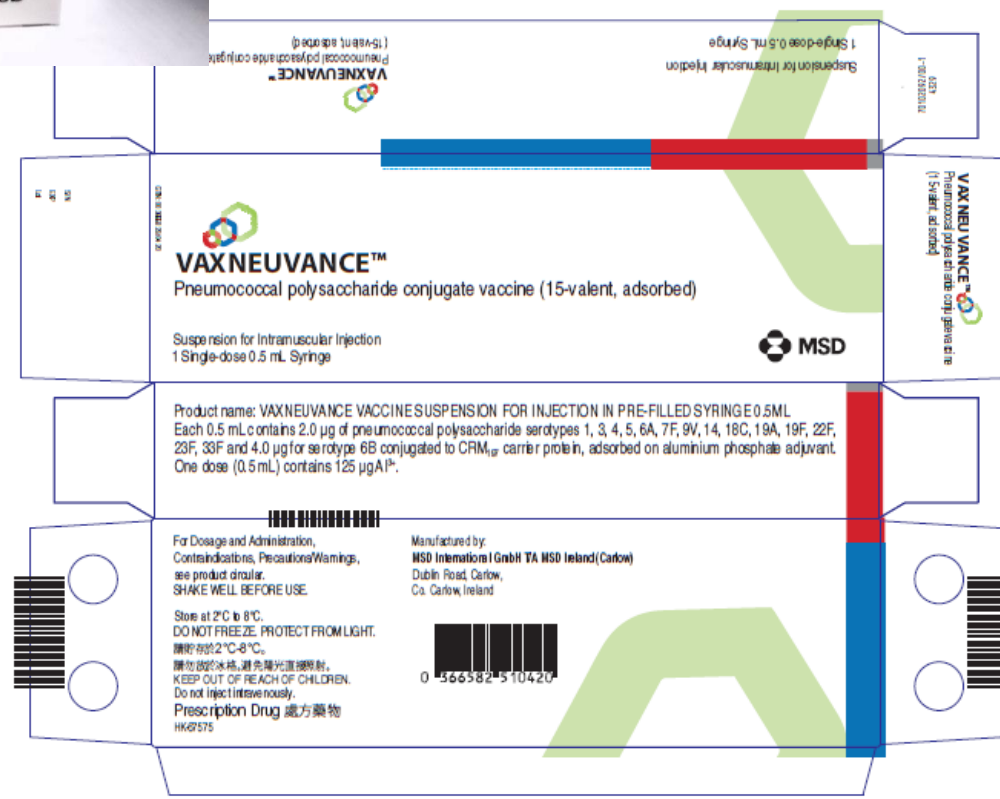 1 Single-dose 0.5 mL Syringe
Suspension for Intramuscular Injection
VAXNEUVANCE™
Pneumococcal polysaccharide conjugate
(15-valent, adsorbed)
S/N
EXP
Lot
VAXNEUVANCE™
Pneumococcal polysaccharide conjugate vaccine (15-valent, adsorbed)
Suspension for Intramuscular Injection
1 Single-dose 0.5 mL Syringe
MSD
VAXNEUVANCE™
Pneumococcal polysaccharide conjugate vaccine
(15-valent, adsorbed)
Product name: VAXNEUVANCE VACCINE SUSPENSION FOR INJECTION IN PRE-FILLED SYRINGE 0.5ML
Each 0.5 mL contains 2.0 µg of pneumococcal polysaccharide serotypes 1, 3, 4, 5, 6A, 7F, 9V, 14, 18C, 19A, 19F, 22F,
23F, 33F and 4.0 µg for serotype 6B conjugated to CRM₁₉₇ carrier protein, adsorbed on aluminium phosphate adjuvant.
One dose (0.5 mL) contains 125 µg Al³⁺.
For Dosage and Administration,
Contraindications, Precautions/Warnings,
see product circular.
SHAKE WELL BEFORE USE.
Store at 2°C to 8°C.
DO NOT FREEZE. PROTECT FROM LIGHT.
請貯存於2°C-8°C。
請勿放於冰格,避免陽光直接照射。
KEEP OUT OF REACH OF CHILDREN.
Do not inject intravenously.
Prescription Drug 處方藥物
HK-67575
Manufactured by:
MSD International GmbH T/A MSD Ireland (Carlow)
Dublin Road, Carlow,
Co. Carlow, Ireland
0 366582 510420